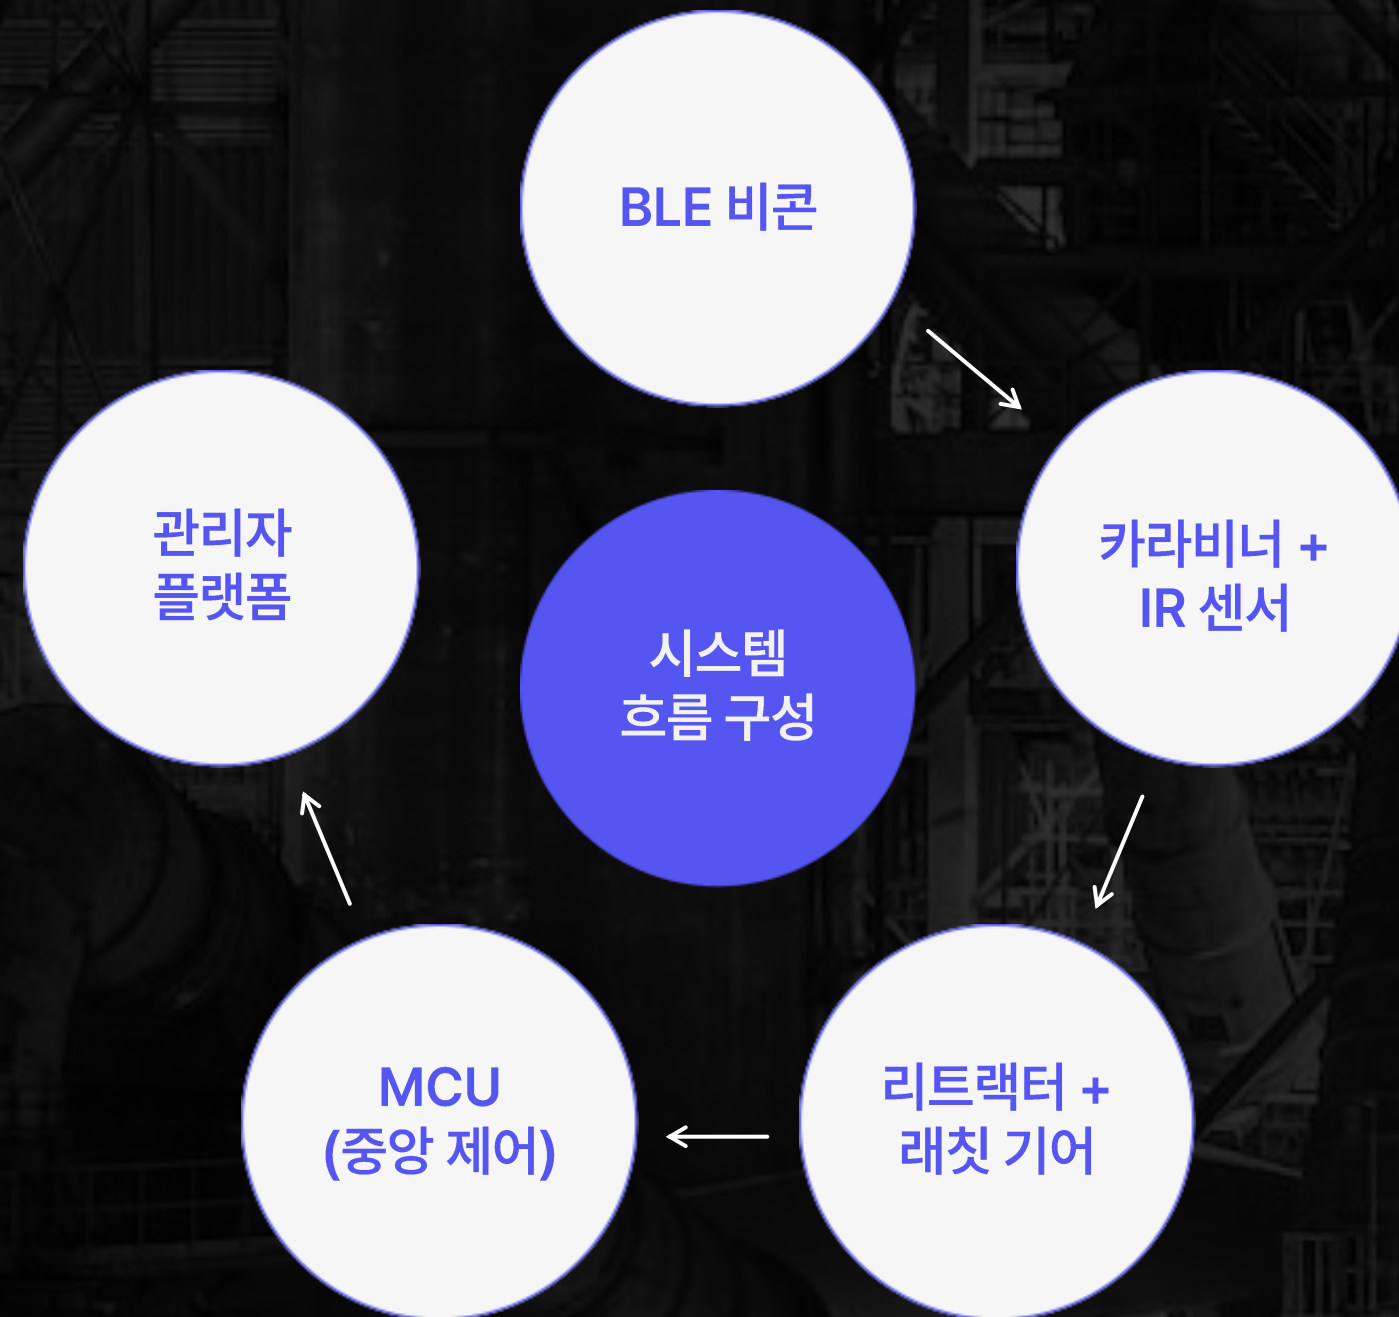 BLE 비콘
카라비너 +
IR 센서
리트랙터 +
래칫 기어
MCU
(중앙 제어)
관리자
플랫폼
시스템
흐름 구성